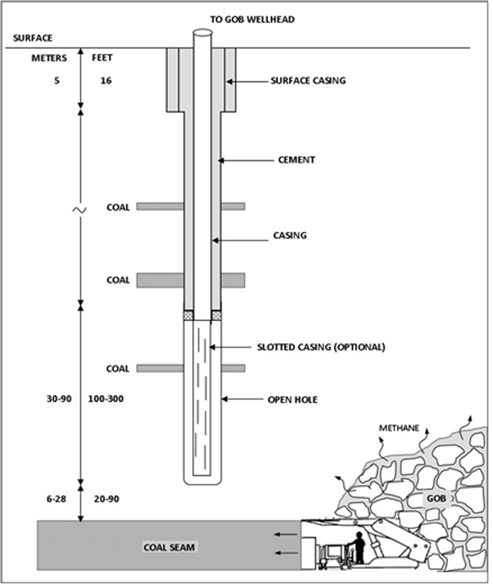 TO GOB WELLHEAD
SURFACE
METERS FEET
5 16
SURFACE CASING
CEMENT
COAL
CASING
COAL
SLOTTED CASING (OPTIONAL)
COAL
30-90 100-300
OPEN HOLE
METHANE
6-28 20-90
GOB
COAL SEAM